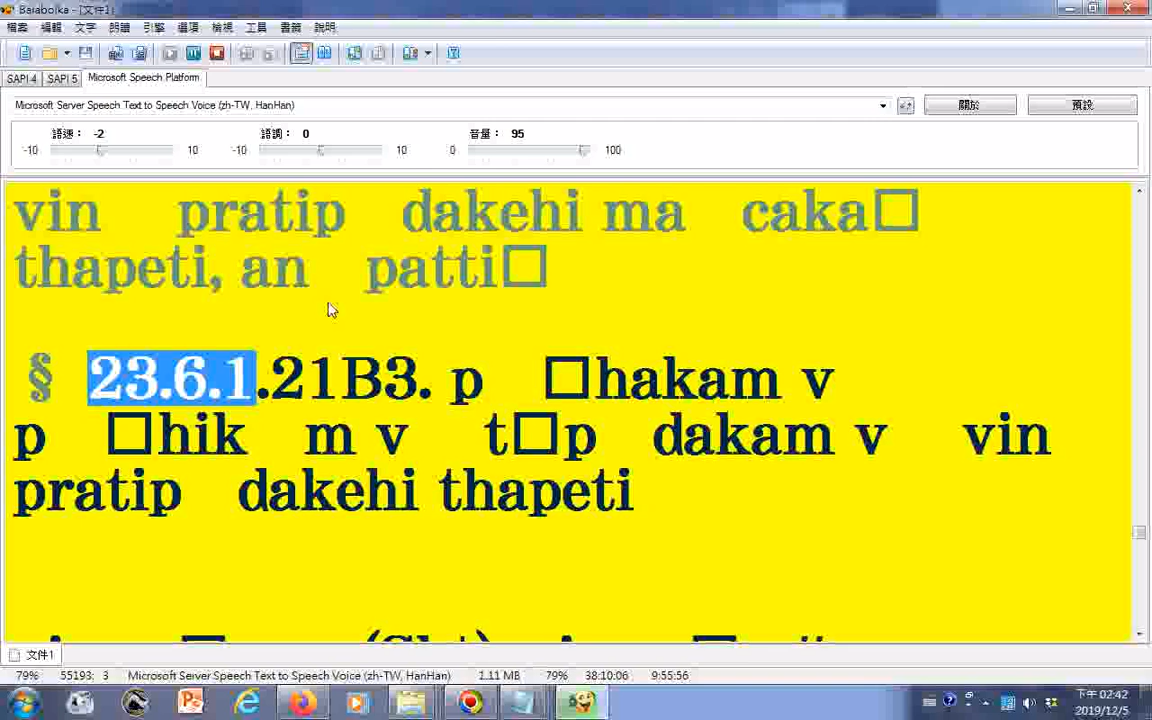 Balabolka - [文件1]
檔案 編輯 文字 朗讀 引擎 選項 檢視 工具 書籤 說明
SAPI 4 SAPI 5 Microsoft Speech Platform
Microsoft Server Speech Text to Speech Voice (zh-TW, HanHan) 關於 預設
語速： -2 語調： 0 音量： 95
-10 10 -10 10 0 100
vin pratip dakehi ma caka□
thapeti, an patti□
§ 23.6.1.21B3. p □hakam v
p □hik m v t□p dakam v vin
pratip dakehi thapeti
文件1
79% 55193: 3 Microsoft Server Speech Text to Speech Voice (zh-TW, HanHan) 1.11 MB 79% 38:10:06 9:55:56
下午 02:42
2019/12/5